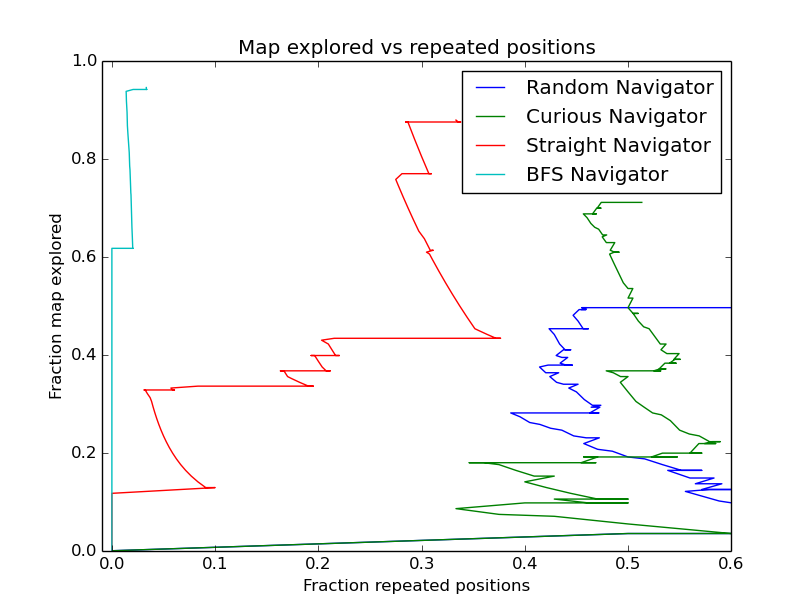 Map explored vs repeated positions
Random Navigator
Curious Navigator
Straight Navigator
BFS Navigator
Fraction map explored
1.0
0.8
0.6
0.4
0.2
0.0
0.0 0.1 0.2 0.3 0.4 0.5 0.6
Fraction repeated positions